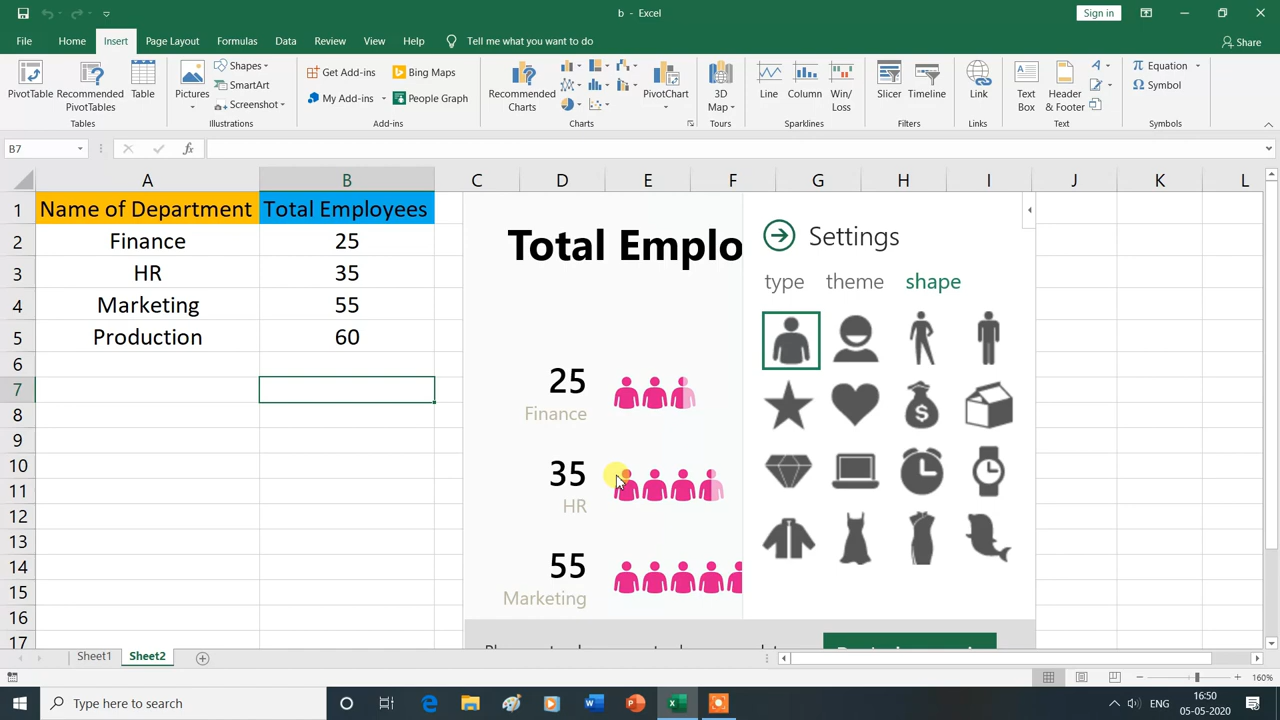 b - Excel
Sign in
File Home Insert Page Layout Formulas Data Review View Help Tell me what you want to do Share
PivotTable Recommended PivotTables Table
Tables
Pictures Shapes SmartArt Screenshot
Illustrations
Get Add-ins My Add-ins Bing Maps People Graph
Add-ins
Recommended Charts PivotChart
Charts
3D Map
Tours
Line Column Win/Loss
Sparklines
Slicer Timeline
Filters
Link
Links
Text Box Header & Footer
Text
Equation Symbol
Symbols
B7 fx
A B C D E F G H I J K L
1 Name of Department Total Employees
2 Finance 25
3 HR 35
4 Marketing 55
5 Production 60
6
7
8
9
10
11
12
13
14
15
16
17
Total Emplo
25
Finance
35
HR
55
Marketing
Settings
type theme shape
$
Sheet1 Sheet2
160%
Type here to search
ENG
16:50
05-05-2020